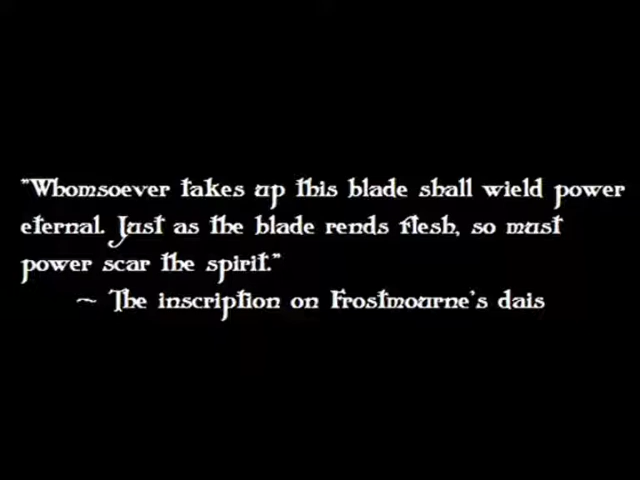 "Whomsoever takes up this blade shall wield power
eternal. Just as the blade rends flesh, so must
power scar the spirit."
~ The inscription on Frostmourne's dais